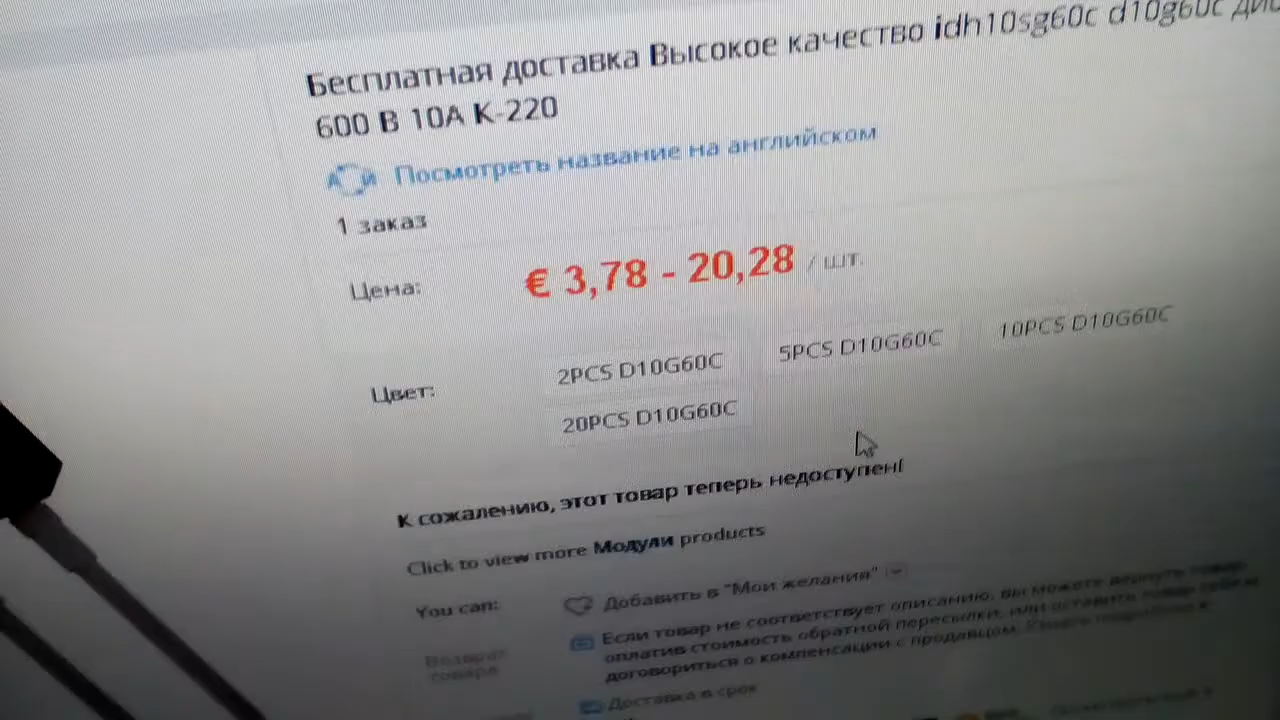 Бесплатная доставка Высокое качество idh10sg60c d10g60c
600 В 10А К-220
Посмотреть название на английском
1 заказ
Цена: € 3,78 - 20,28 / шт.
Цвет: 2PCS D10G60C 5PCS D10G60C 10PCS D10G60C
20PCS D10G60C
К сожалению, этот товар теперь недоступен!
Click to view more Модули products
You can: Добавить в "Мои желания"
Возврат товара
Если товар не соответствует описанию, вы можете вернуть товар,
оплатив стоимость обратной пересылки, или оставить товар себе и
договориться о компенсации с продавцом.
Доставка в срок